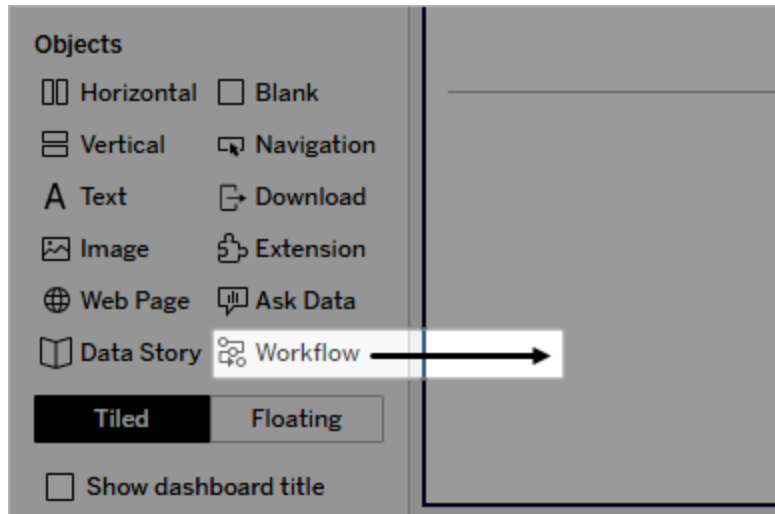 Objects
Horizontal Blank
Vertical Navigation
Text Download
Image Extension
Web Page Ask Data
Data Story Workflow
Tiled Floating
Show dashboard title